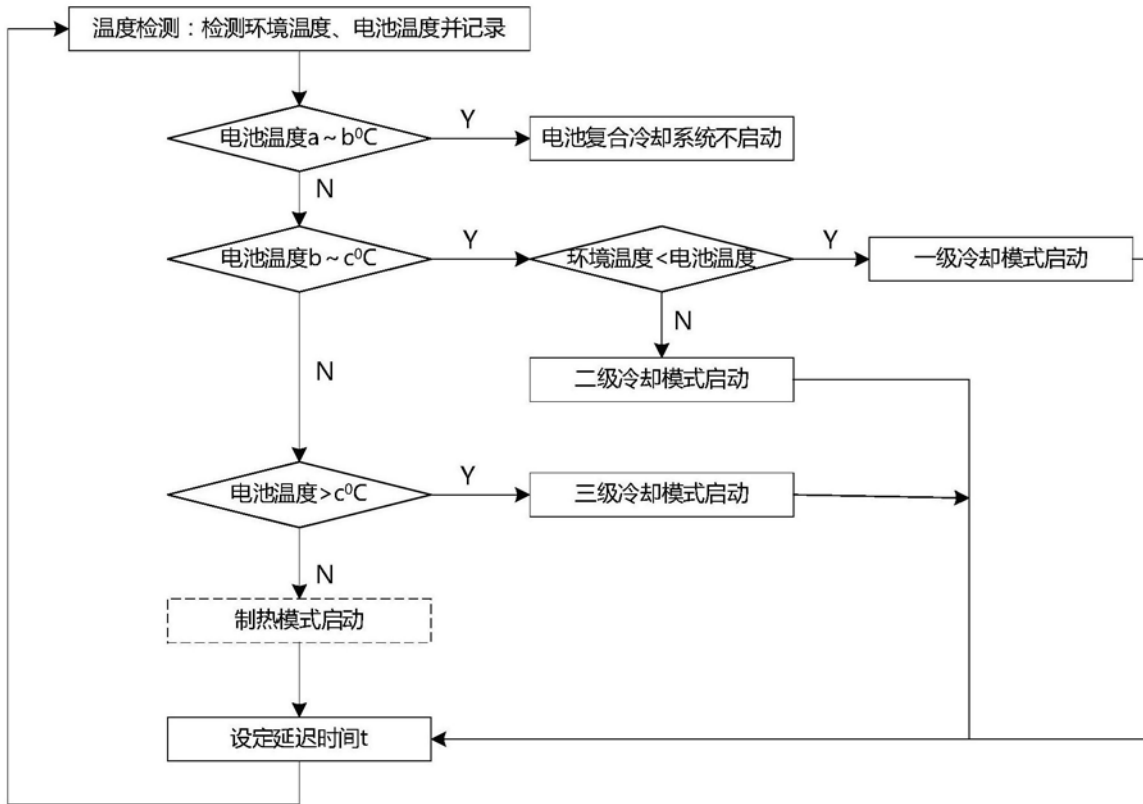 温度检测：检测环境温度、电池温度并记录
电池温度a～b⁰C
Y
电池复合冷却系统不启动
N
电池温度b～c⁰C
Y
环境温度<电池温度
Y
一级冷却模式启动
N
二级冷却模式启动
N
电池温度>c⁰C
Y
三级冷却模式启动
N
制热模式启动
设定延迟时间t